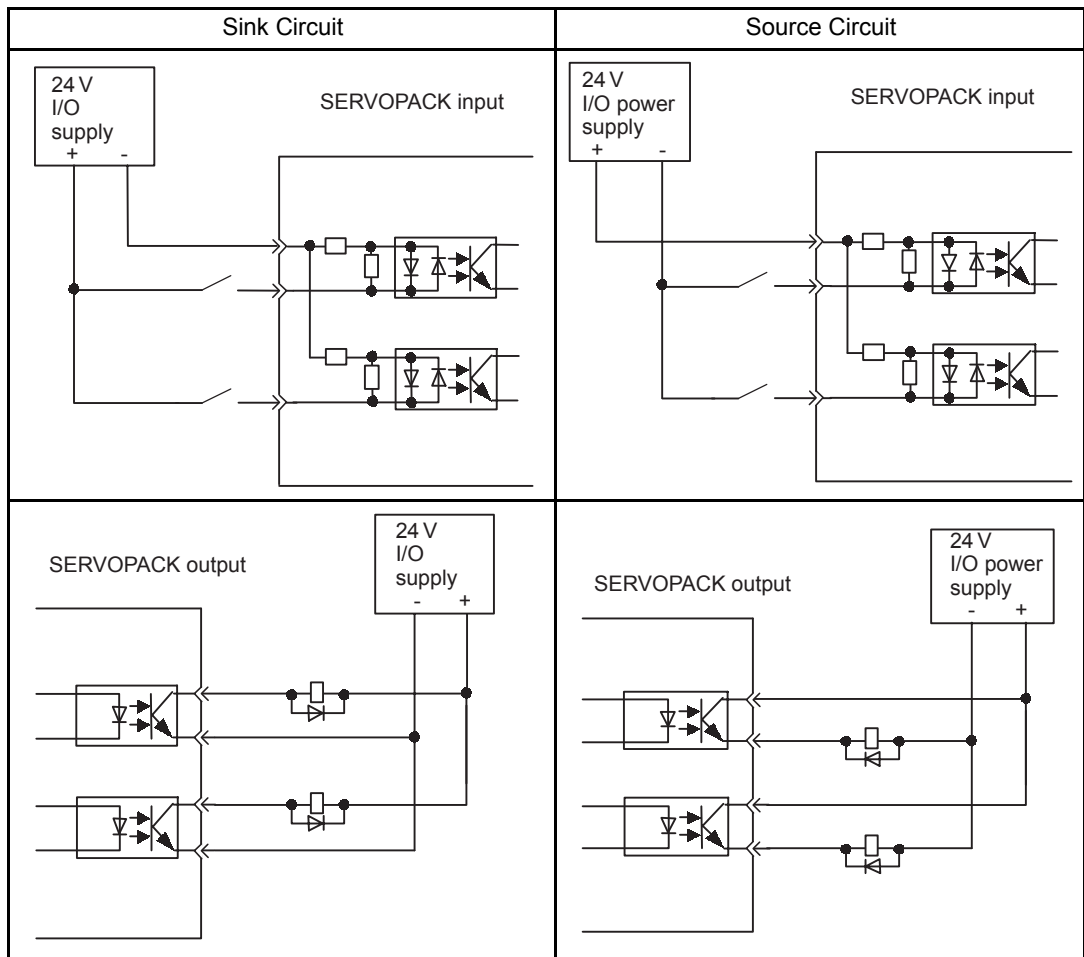 Sink Circuit
Source Circuit
24 V
I/O
supply
+ -
SERVOPACK input
24 V
I/O power
supply
+ -
SERVOPACK input
SERVOPACK output
24 V
I/O
supply
- +
SERVOPACK output
24 V
I/O power
supply
- +